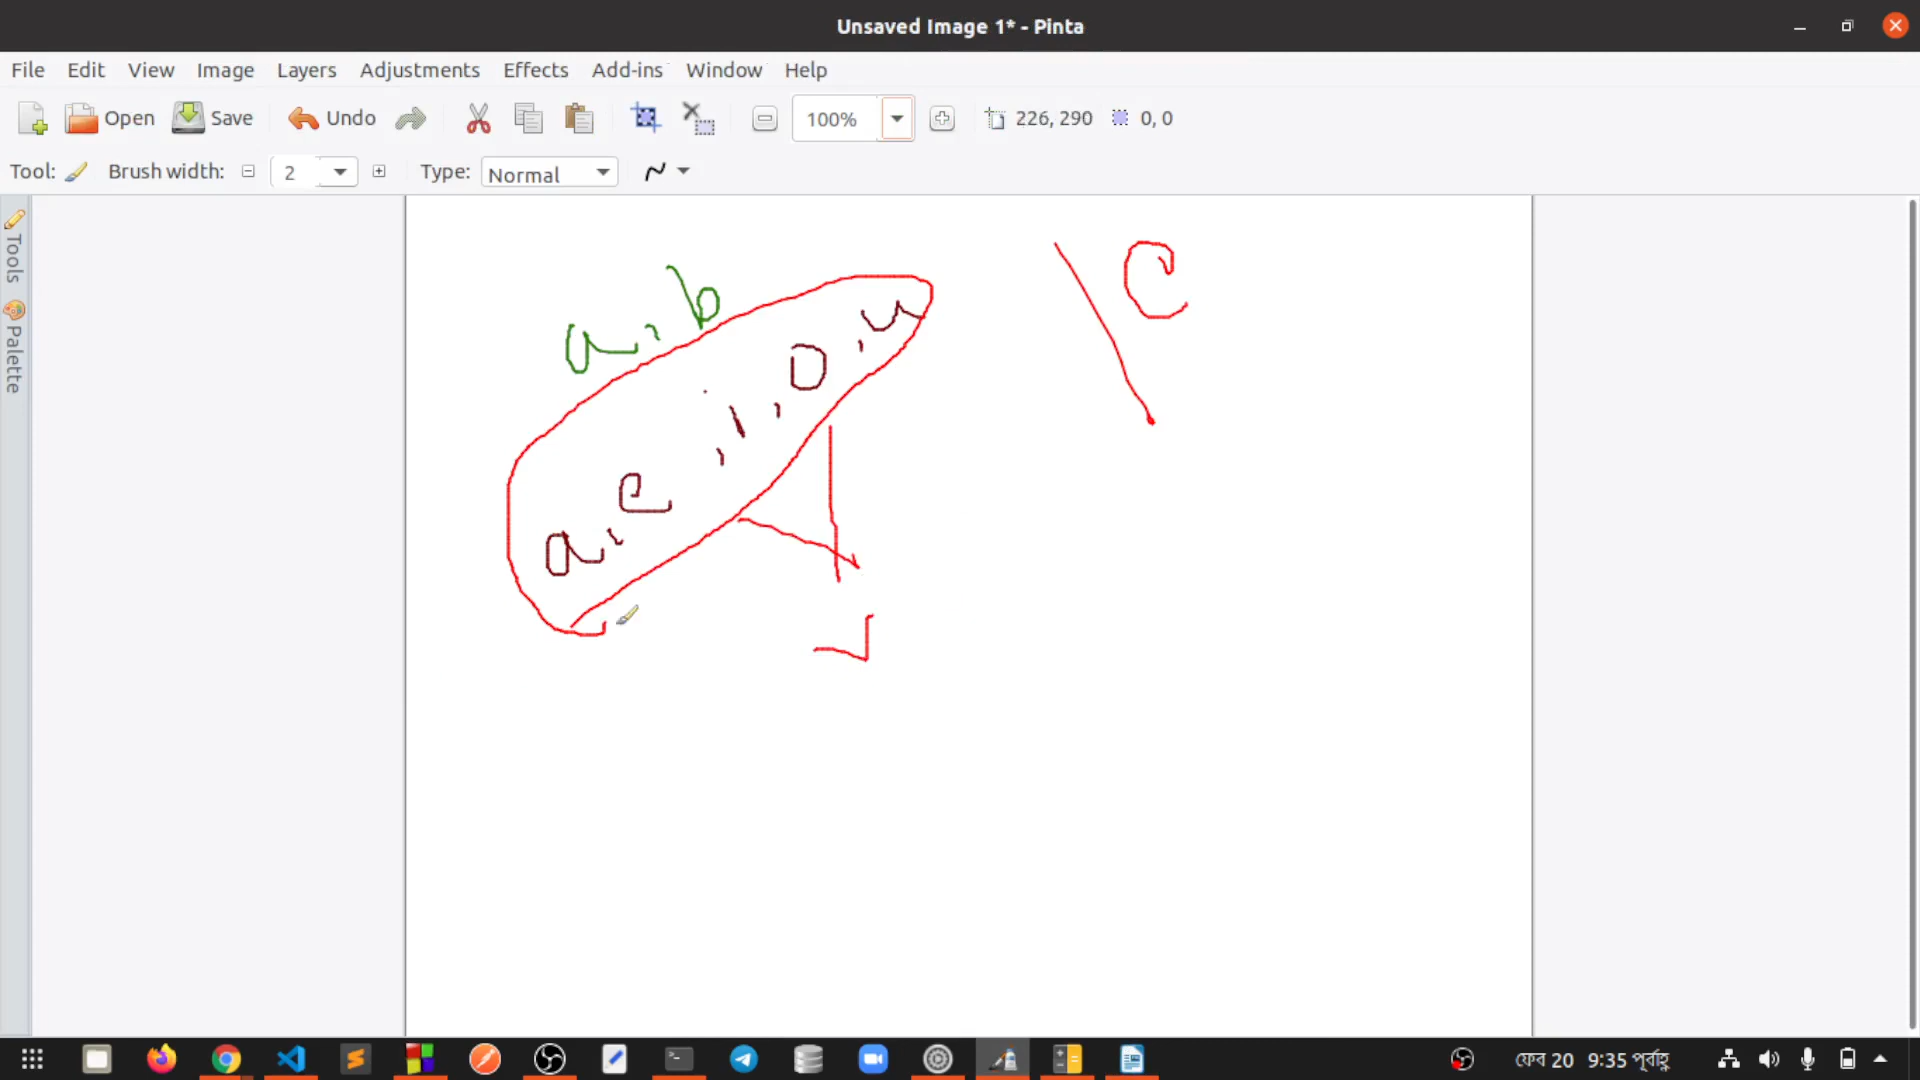 Unsaved Image 1* - Pinta
File Edit View Image Layers Adjustments Effects Add-ins Window Help
Open Save Undo 100% 226, 290 0, 0
Tool: Brush width: 2 Type: Normal
Tools
Palette
a, b
C
a, e, i, o, u
ফেব 20 9:35 পূর্বাহ্ণ